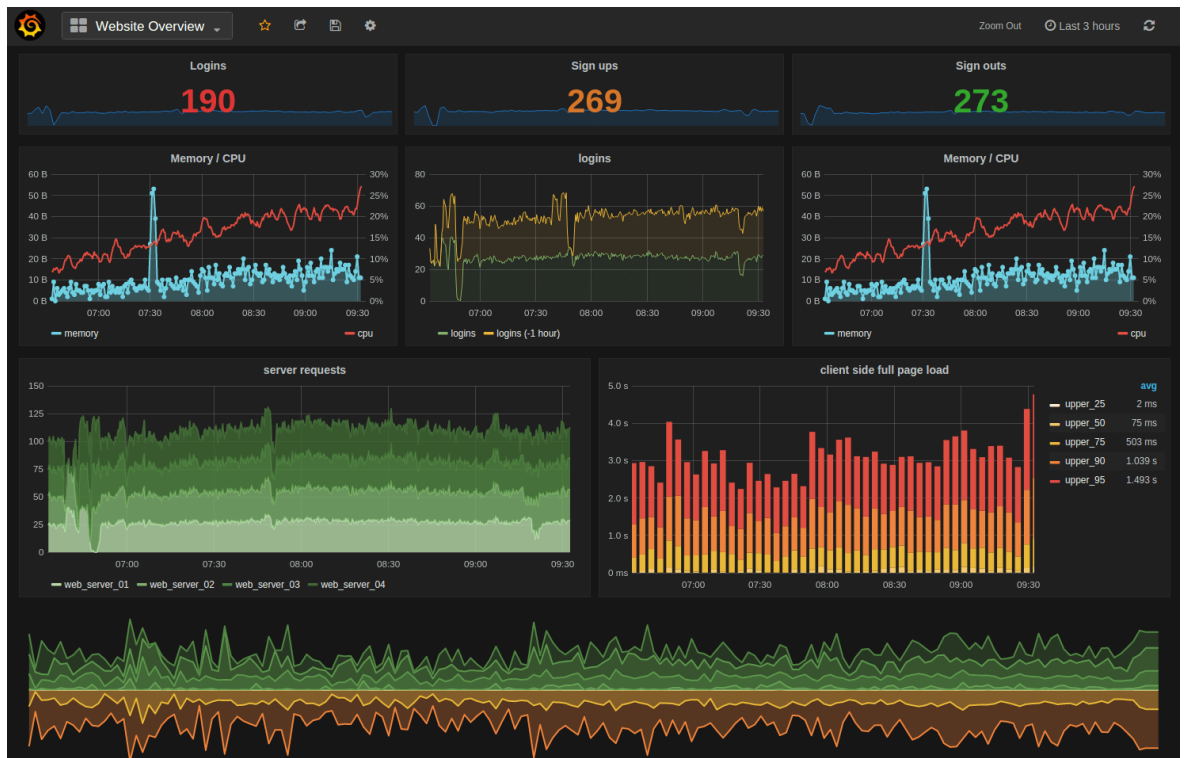 Website Overview
Zoom Out
Last 3 hours
Logins
190
Sign ups
269
Sign outs
273
Memory / CPU
60 B
50 B
40 B
30 B
20 B
10 B
0 B
30%
25%
20%
15%
10%
5%
0%
07:00 07:30 08:00 08:30 09:00 09:30
memory
cpu
logins
80
60
40
20
0
07:00 07:30 08:00 08:30 09:00 09:30
logins logins (-1 hour)
Memory / CPU
60 B
50 B
40 B
30 B
20 B
10 B
0 B
30%
25%
20%
15%
10%
5%
0%
07:00 07:30 08:00 08:30 09:00 09:30
memory
cpu
server requests
150
125
100
75
50
25
0
07:00 07:30 08:00 08:30 09:00 09:30
web_server_01 web_server_02 web_server_03 web_server_04
client side full page load
5.0 s
4.0 s
3.0 s
2.0 s
1.0 s
0 ms
07:00 07:30 08:00 08:30 09:00 09:30
avg
upper_25 2 ms
upper_50 75 ms
upper_75 503 ms
upper_90 1.039 s
upper_95 1.493 s